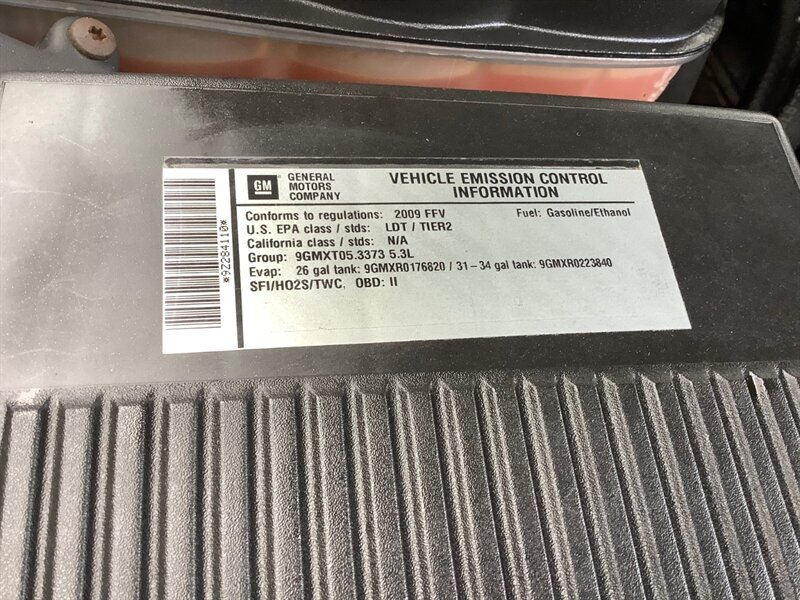 GM
GENERAL
MOTORS
COMPANY
VEHICLE EMISSION CONTROL
INFORMATION
Conforms to regulations: 2009 FFV Fuel: Gasoline/Ethanol
U.S. EPA class / stds: LDT / TIER2
California class / stds: N/A
Group: 9GMXT05.3373 5.3L
Evap: 26 gal tank: 9GMXR0176820 / 31-34 gal tank: 9GMXR0223840
SFI/HO2S/TWC, OBD: II
*9Z284110*